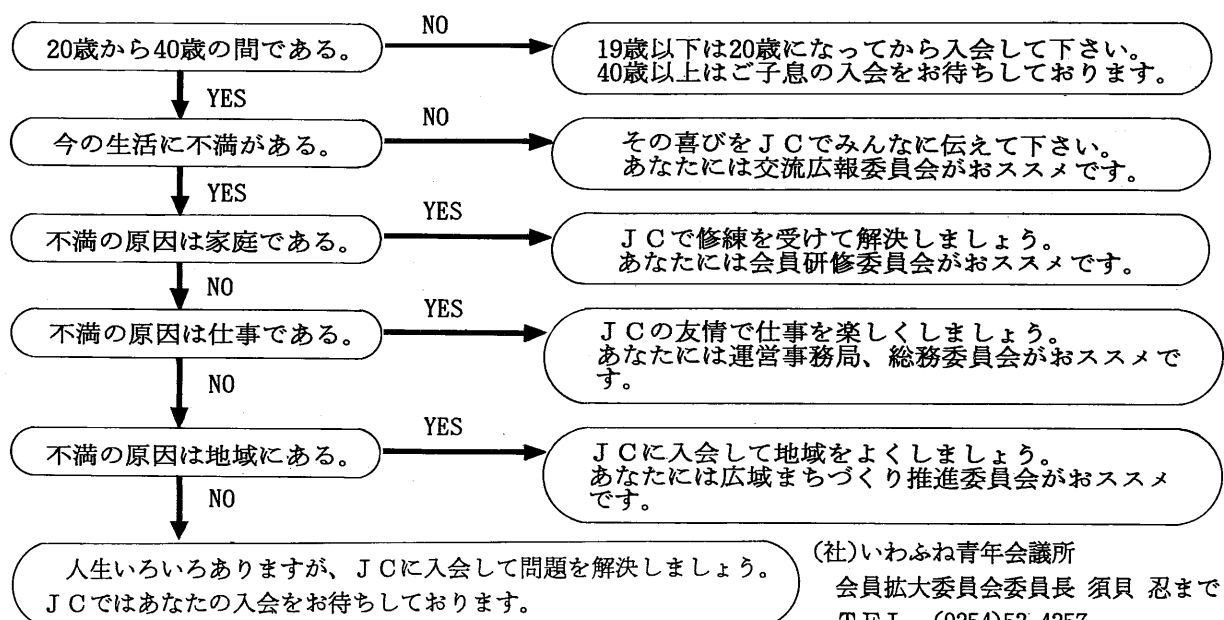 20歳から40歳の間である。
NO
19歳以下は20歳になってから入会して下さい。
40歳以上はご子息の入会をお待ちしております。
YES
今の生活に不満がある。
NO
その喜びをＪＣでみんなに伝えて下さい。
あなたには交流広報委員会がおススメです。
YES
不満の原因は家庭である。
YES
ＪＣで修練を受けて解決しましょう。
あなたには会員研修委員会がおススメです。
NO
不満の原因は仕事である。
YES
ＪＣの友情で仕事を楽しくしましょう。
あなたには運営事務局、総務委員会がおススメで
す。
NO
不満の原因は地域にある。
YES
ＪＣに入会して地域をよくしましょう。
あなたには広域まちづくり推進委員会がおススメ
です。
NO
人生いろいろありますが、ＪＣに入会して問題を解決しましょう。
ＪＣではあなたの入会をお待ちしております。
(社)いわふね青年会議所
会員拡大委員会委員長 須貝 忍まで